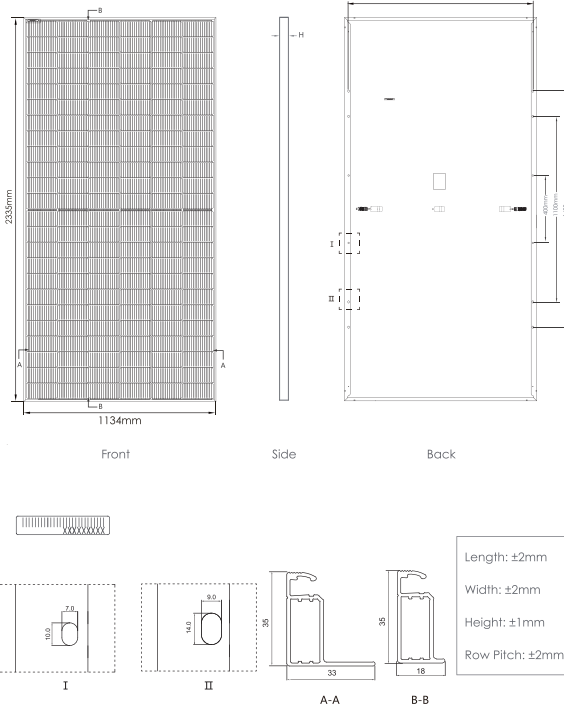 B
H
2335mm
400mm
1100mm
I
II
A
A
B
1134mm
Front
Side
Back
7.0
10.0
I
9.0
14.0
II
35
33
A-A
35
18
B-B
Length: ±2mm
Width: ±2mm
Height: ±1mm
Row Pitch: ±2mm